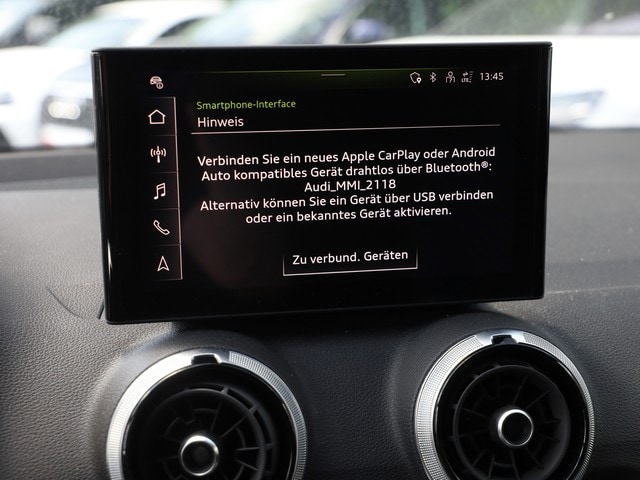 13:45
Smartphone-Interface
Hinweis
Verbinden Sie ein neues Apple CarPlay oder Android
Auto kompatibles Gerät drahtlos über Bluetooth®:
Audi_MMI_2118
Alternativ können Sie ein Gerät über USB verbinden
oder ein bekanntes Gerät aktivieren.
Zu verbund. Geräten